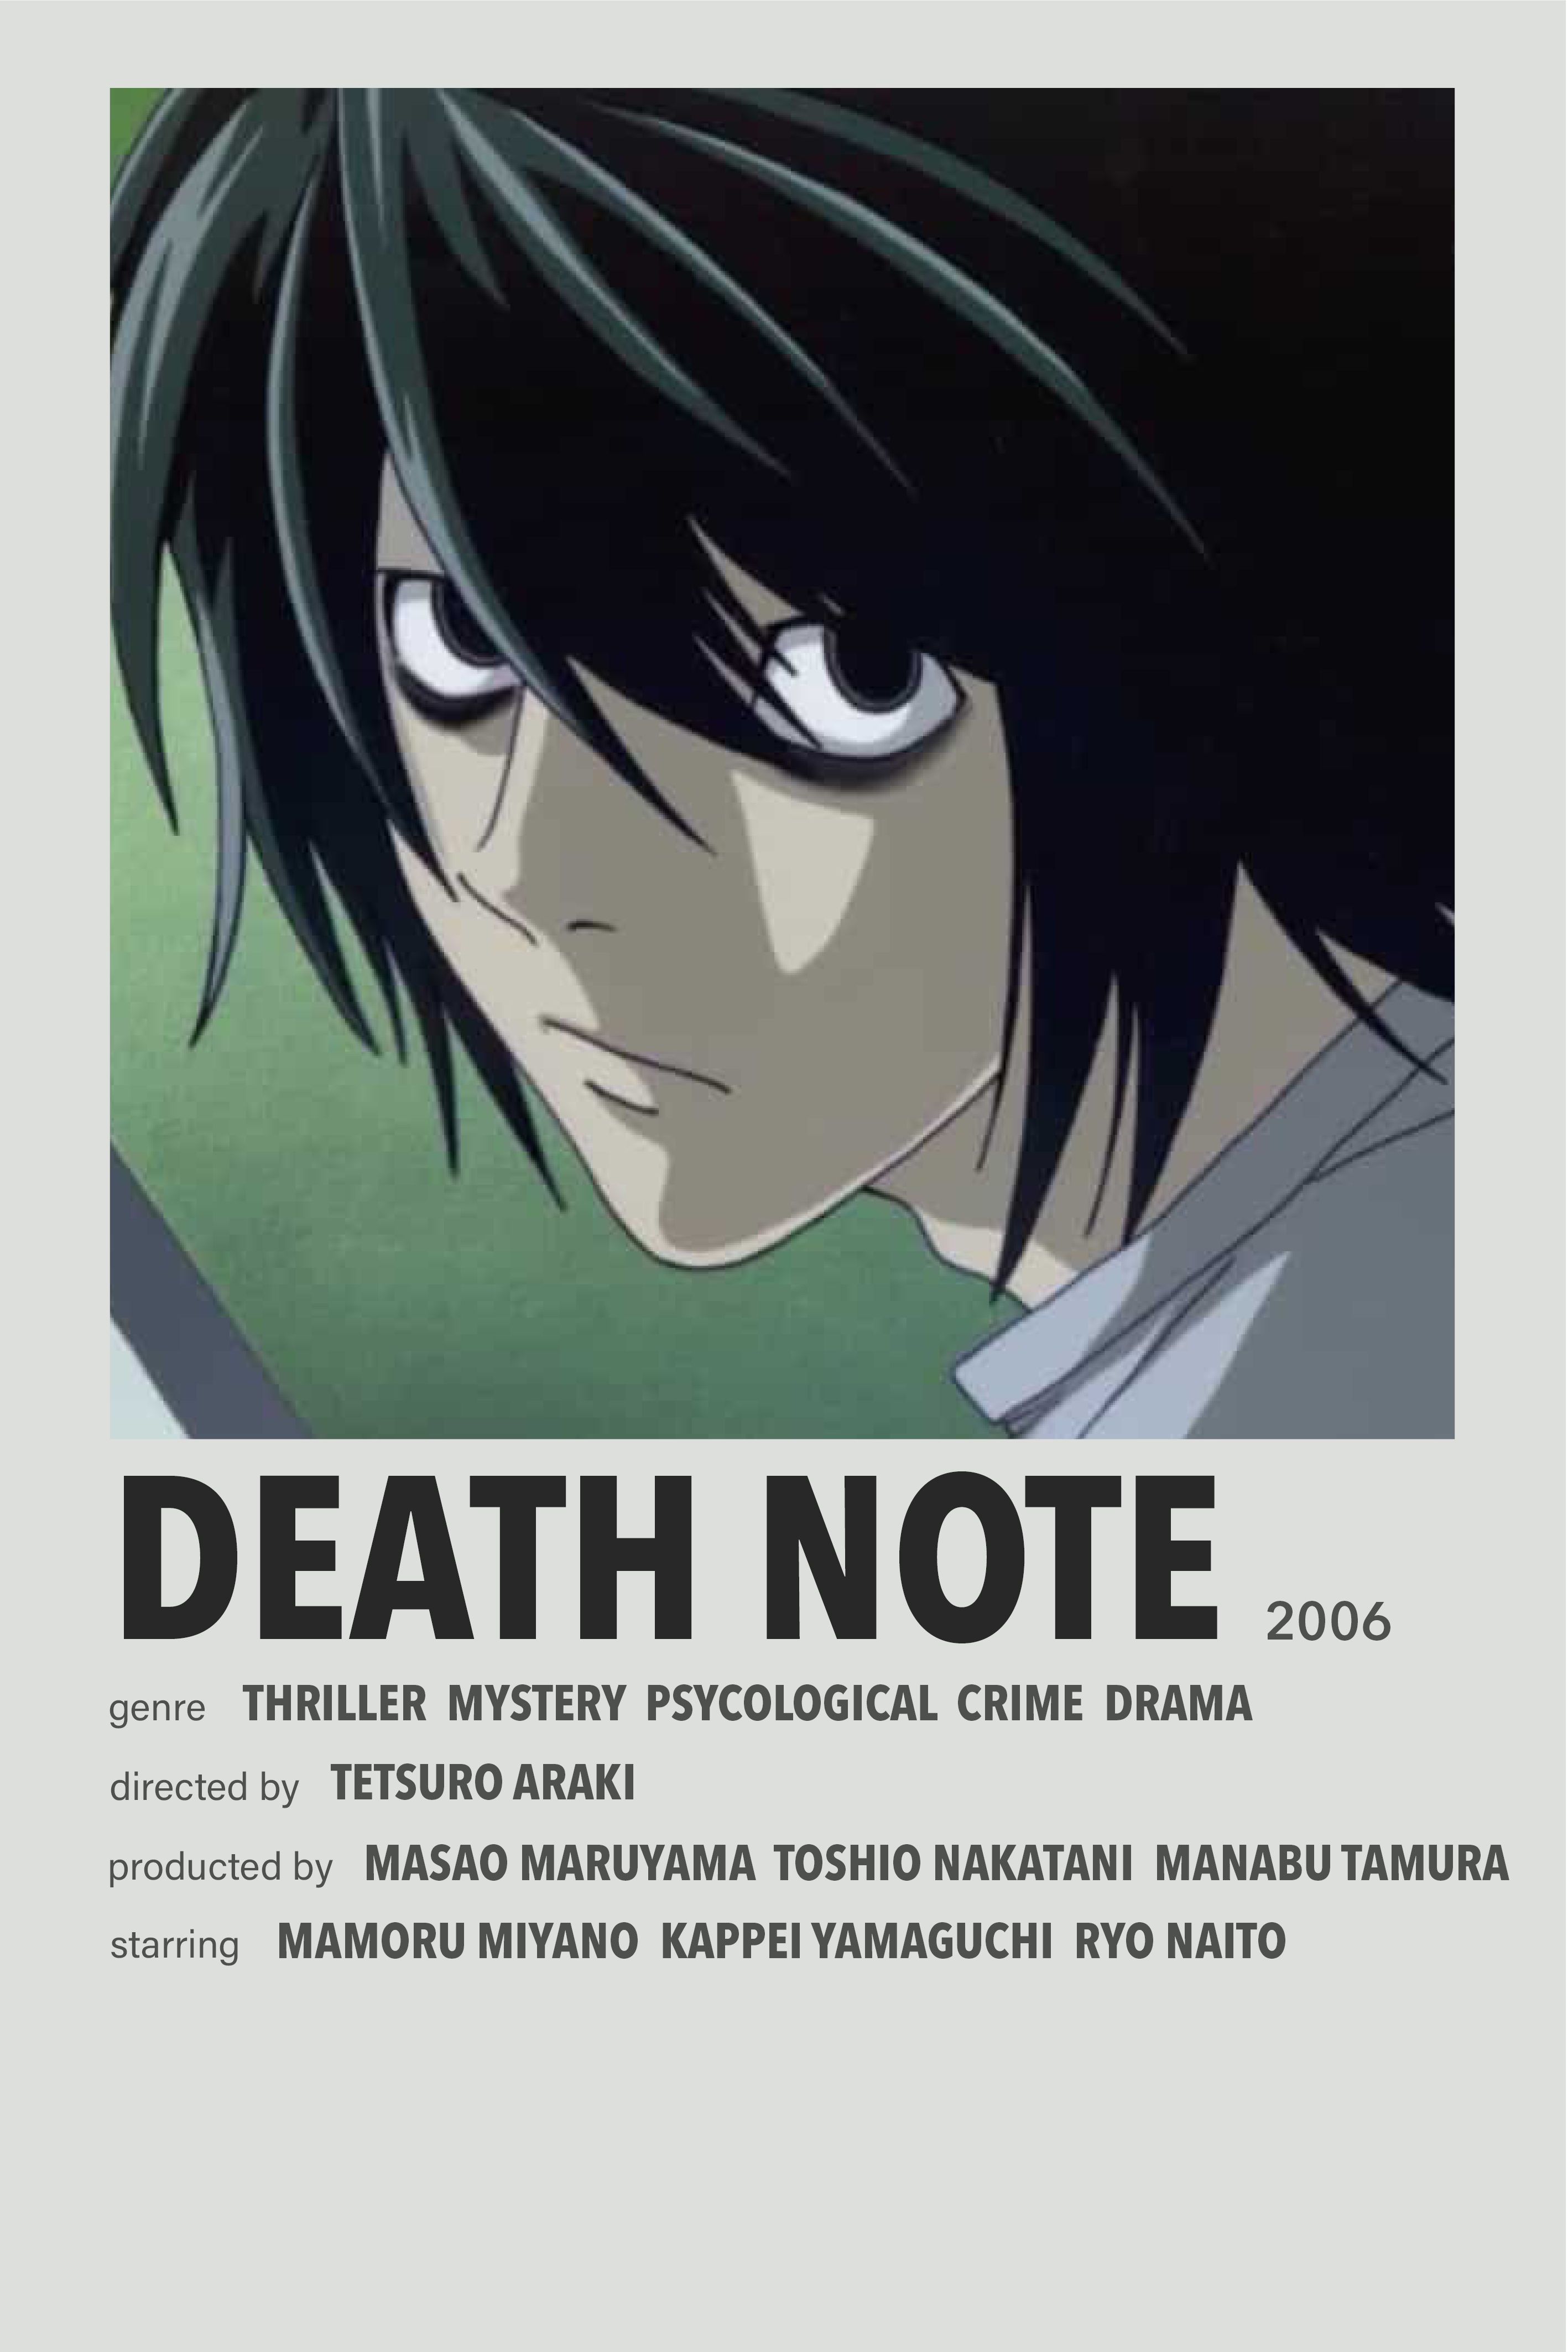 DEATH NOTE 2006
genre THRILLER MYSTERY PSYCOLOGICAL CRIME DRAMA
directed by TETSURO ARAKI
producted by MASAO MARUYAMA TOSHIO NAKATANI MANABU TAMURA
starring MAMORU MIYANO KAPPEI YAMAGUCHI RYO NAITO